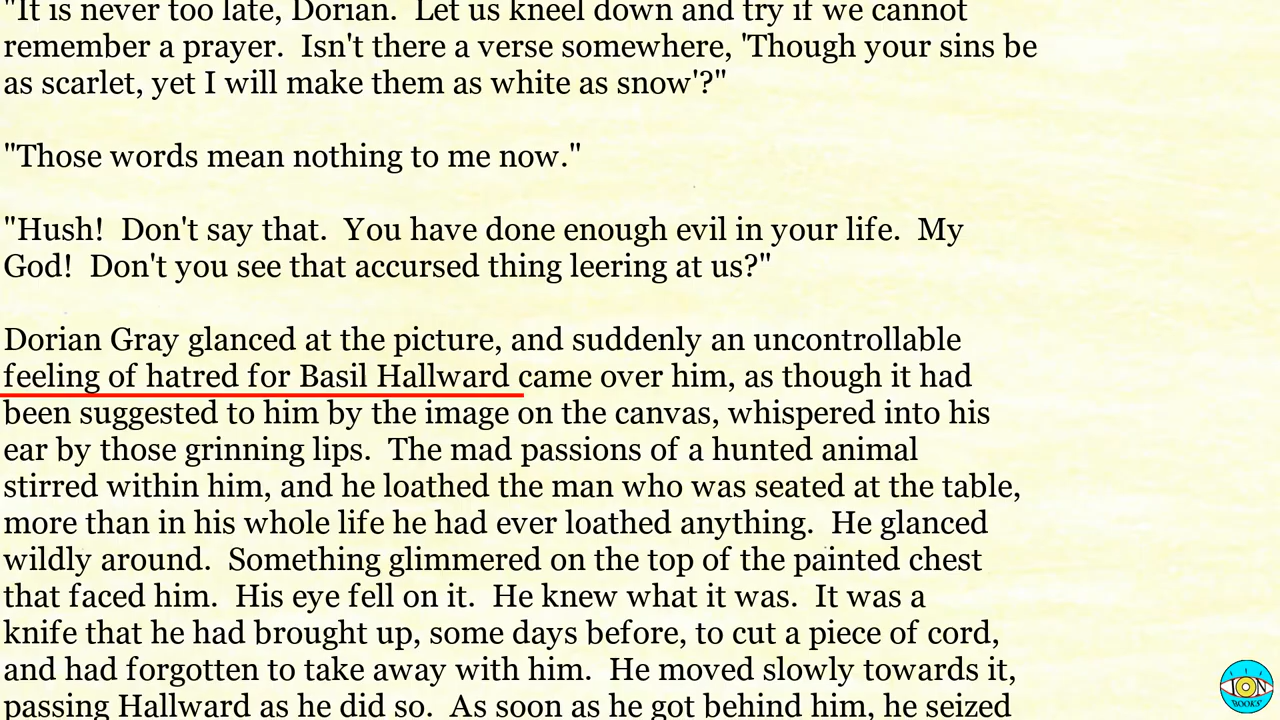 "It is never too late, Dorian.  Let us kneel down and try if we cannot
remember a prayer.  Isn't there a verse somewhere, 'Though your sins be
as scarlet, yet I will make them as white as snow'?"
"Those words mean nothing to me now."
"Hush!  Don't say that.  You have done enough evil in your life.  My
God!  Don't you see that accursed thing leering at us?"
Dorian Gray glanced at the picture, and suddenly an uncontrollable
feeling of hatred for Basil Hallward came over him, as though it had
been suggested to him by the image on the canvas, whispered into his
ear by those grinning lips.  The mad passions of a hunted animal
stirred within him, and he loathed the man who was seated at the table,
more than in his whole life he had ever loathed anything.  He glanced
wildly around.  Something glimmered on the top of the painted chest
that faced him.  His eye fell on it.  He knew what it was.  It was a
knife that he had brought up, some days before, to cut a piece of cord,
and had forgotten to take away with him.  He moved slowly towards it,
passing Hallward as he did so.  As soon as he got behind him, he seized
ION
BOOKS